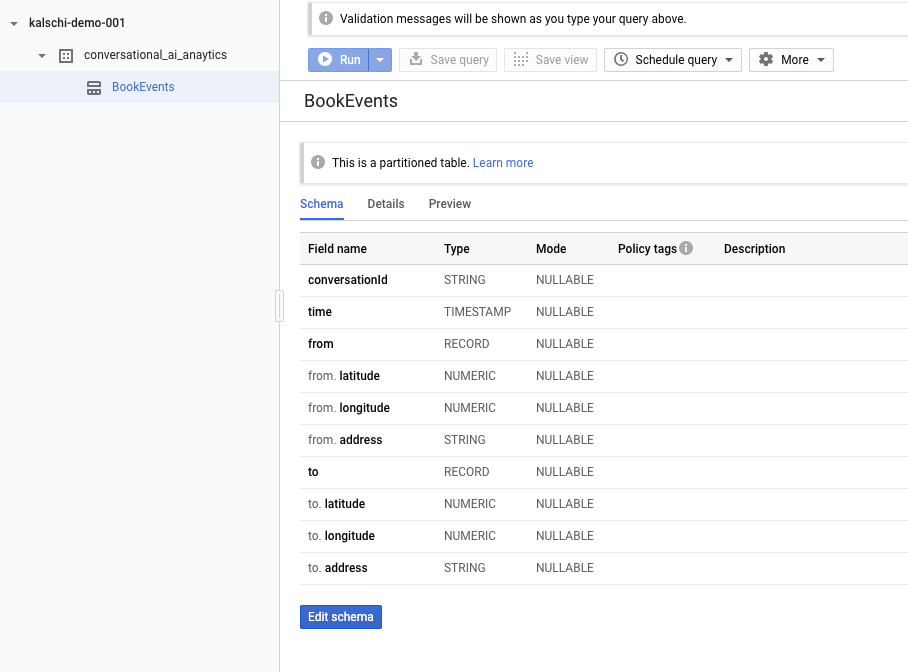 kalschi-demo-001
conversational_ai_anaytics
BookEvents
Validation messages will be shown as you type your query above.
Run Save query Save view Schedule query More
BookEvents
This is a partitioned table. Learn more
Schema Details Preview
Field name Type Mode Policy tags Description
conversationId STRING NULLABLE
time TIMESTAMP NULLABLE
from RECORD NULLABLE
from. latitude NUMERIC NULLABLE
from. longitude NUMERIC NULLABLE
from. address STRING NULLABLE
to RECORD NULLABLE
to. latitude NUMERIC NULLABLE
to. longitude NUMERIC NULLABLE
to. address STRING NULLABLE
Edit schema